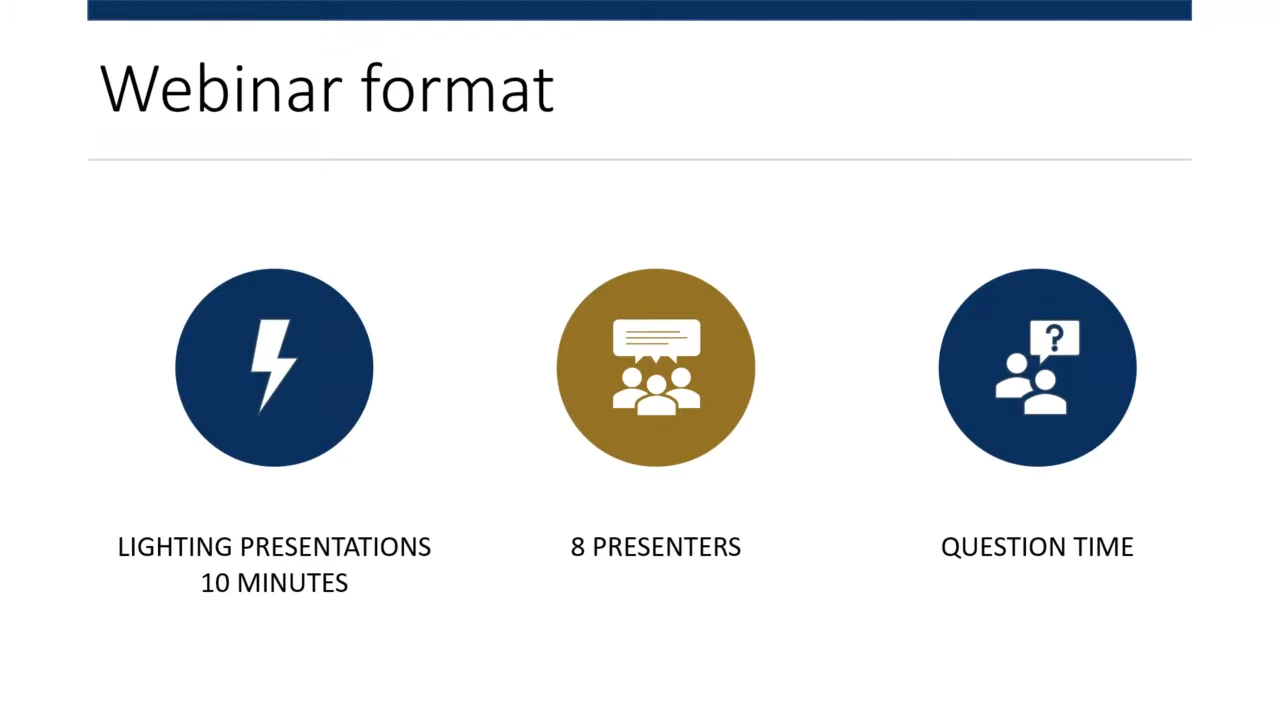 Webinar format
?
LIGHTING PRESENTATIONS
10 MINUTES
8 PRESENTERS
QUESTION TIME